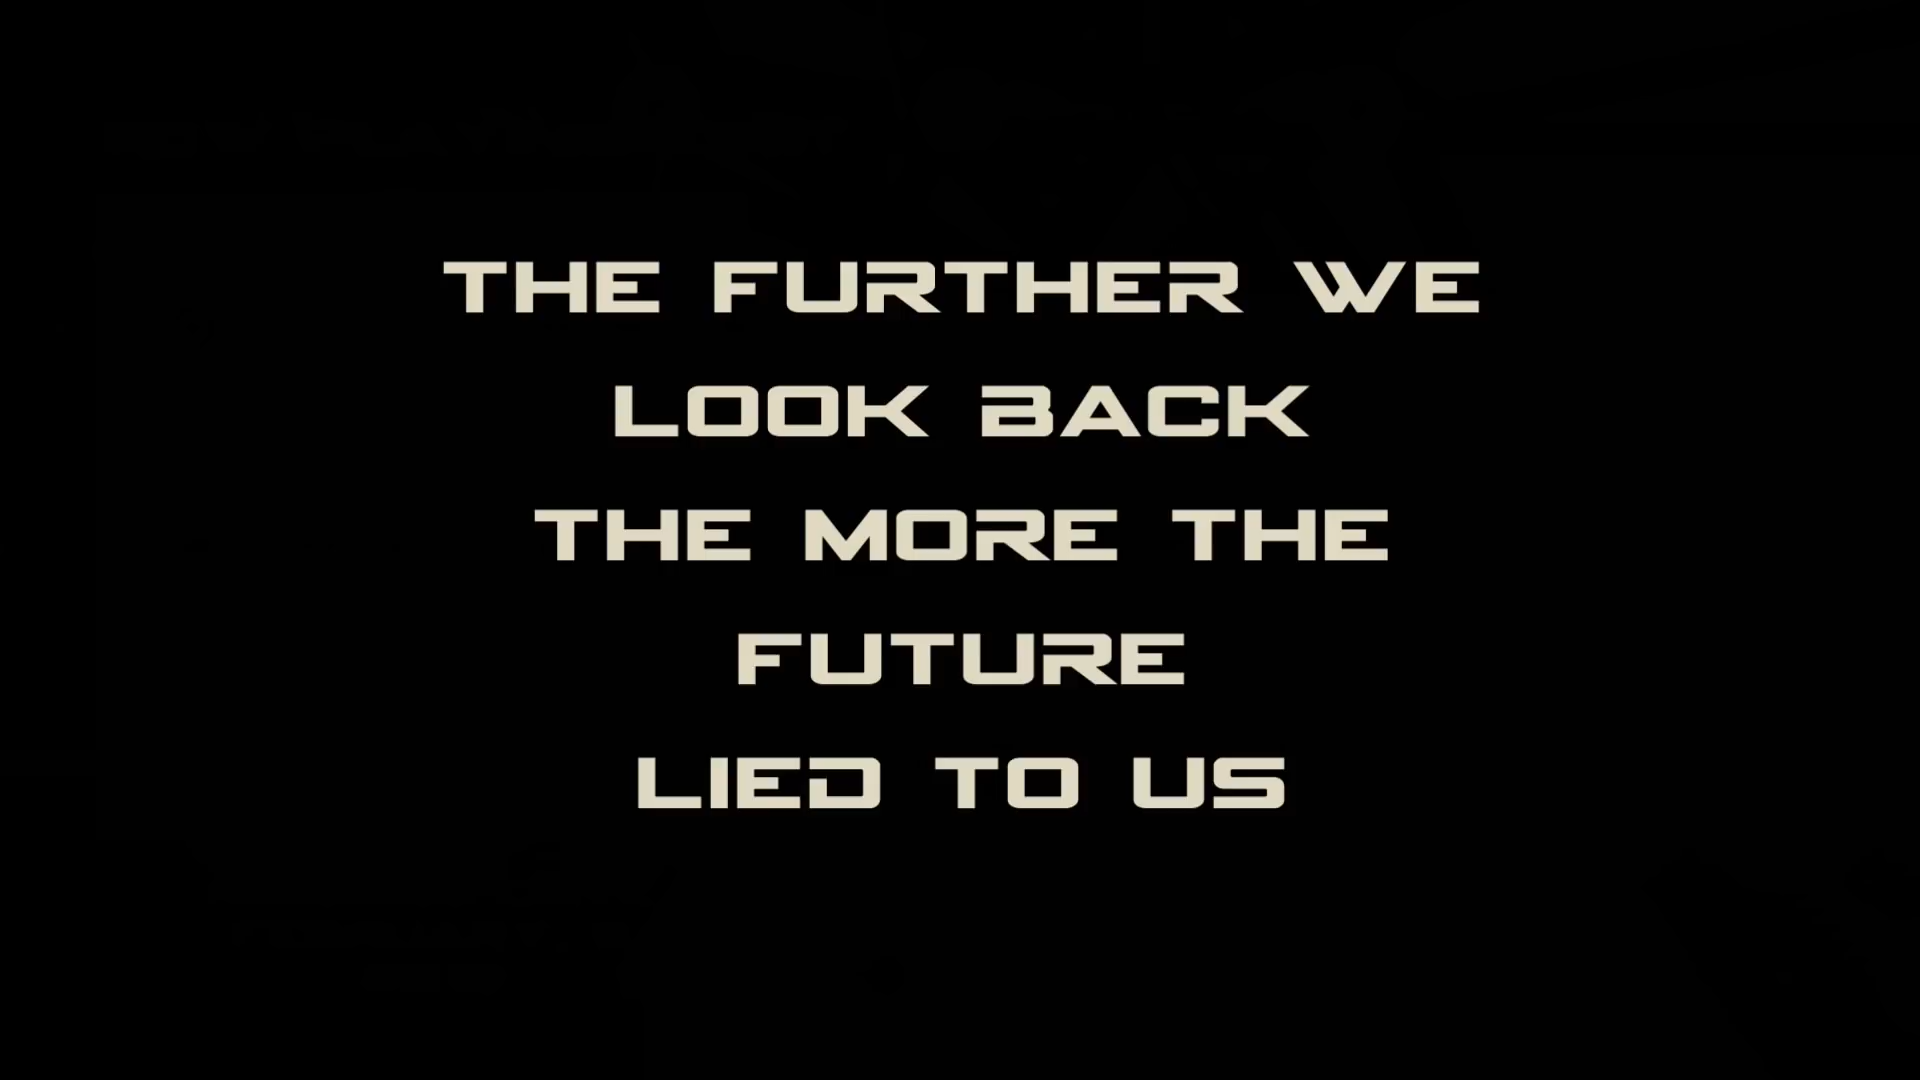 THE FURTHER WE
LOOK BACK
THE MORE THE
FUTURE
LIED TO US